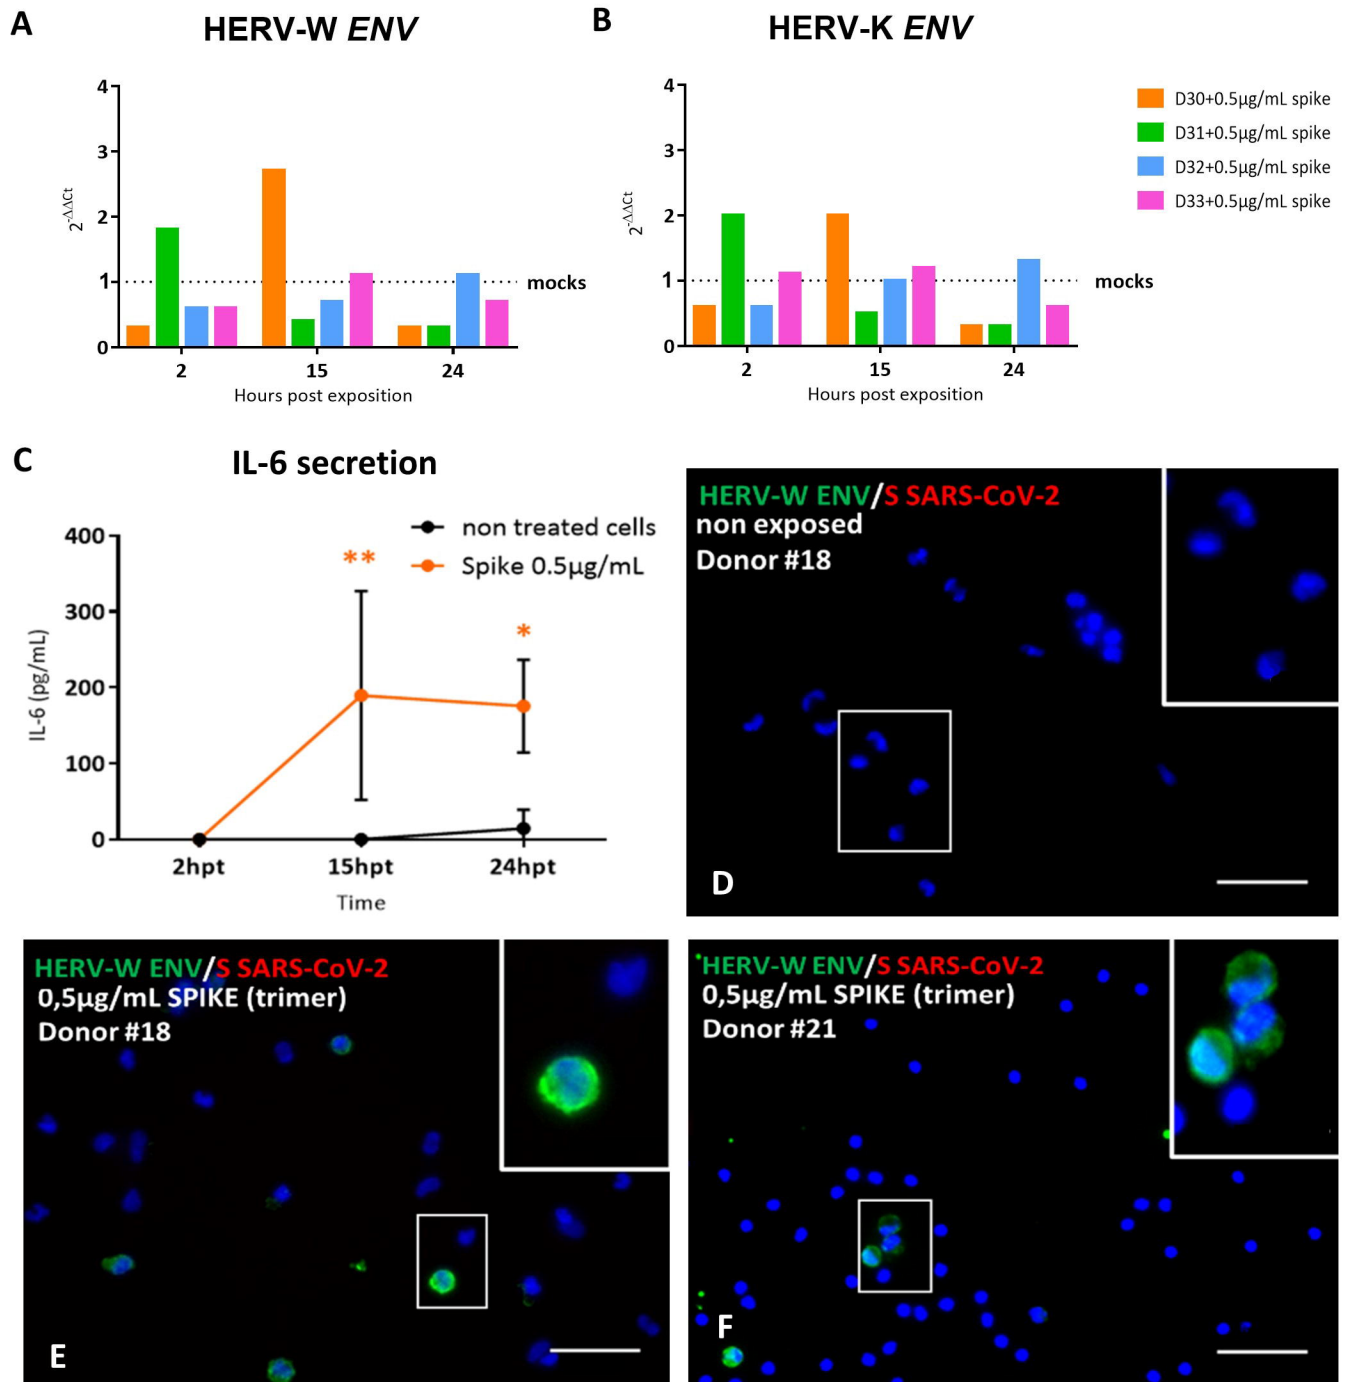 A
HERV-W ENV
4
3
2
1
0
2^-ΔΔCt
mocks
2 15 24
Hours post exposition
B
HERV-K ENV
4
3
2
1
0
2^-ΔΔCt
mocks
2 15 24
Hours post exposition
D30+0.5µg/mL spike
D31+0.5µg/mL spike
D32+0.5µg/mL spike
D33+0.5µg/mL spike
C
IL-6 secretion
non treated cells
Spike 0.5µg/mL
400
300
200
100
0
IL-6 (pg/mL)
**
*
2hpt 15hpt 24hpt
Time
HERV-W ENV/S SARS-CoV-2
non exposed
Donor #18
D
HERV-W ENV/S SARS-CoV-2
0,5µg/mL SPIKE (trimer)
Donor #18
E
HERV-W ENV/S SARS-CoV-2
0,5µg/mL SPIKE (trimer)
Donor #21
F